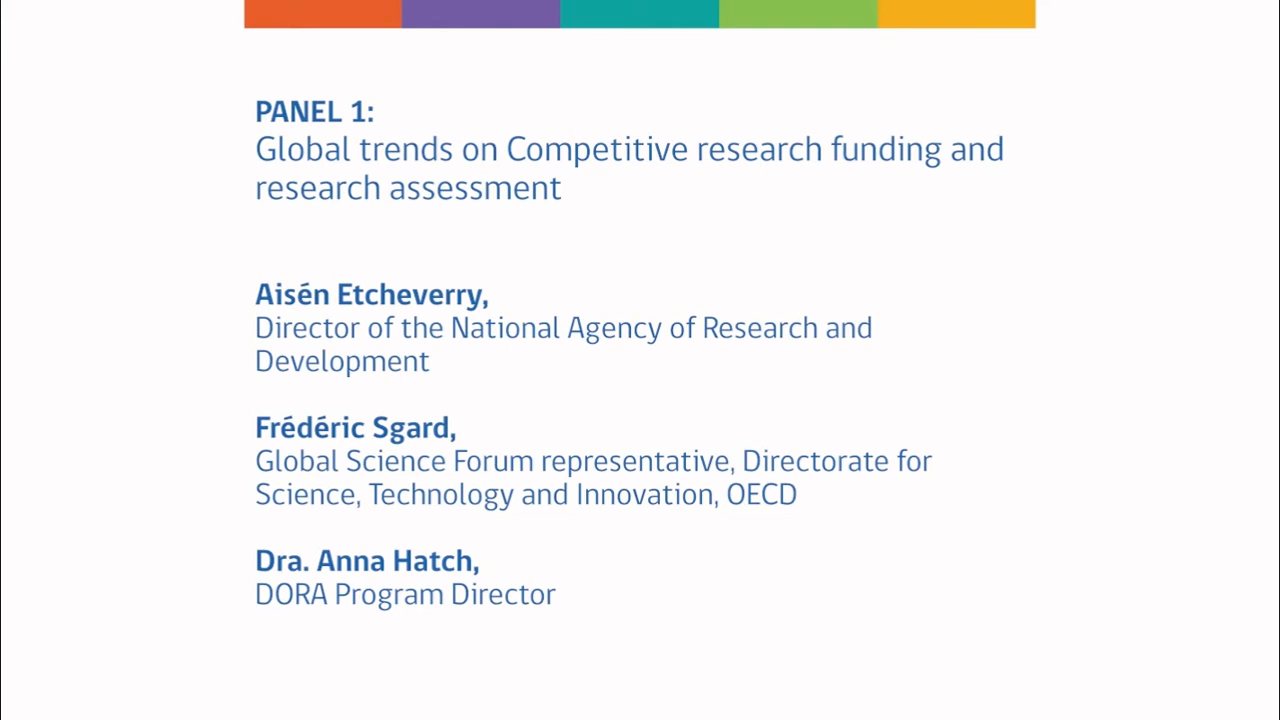 PANEL 1:
Global trends on Competitive research funding and
research assessment
Aisén Etcheverry,
Director of the National Agency of Research and
Development
Frédéric Sgard,
Global Science Forum representative, Directorate for
Science, Technology and Innovation, OECD
Dra. Anna Hatch,
DORA Program Director